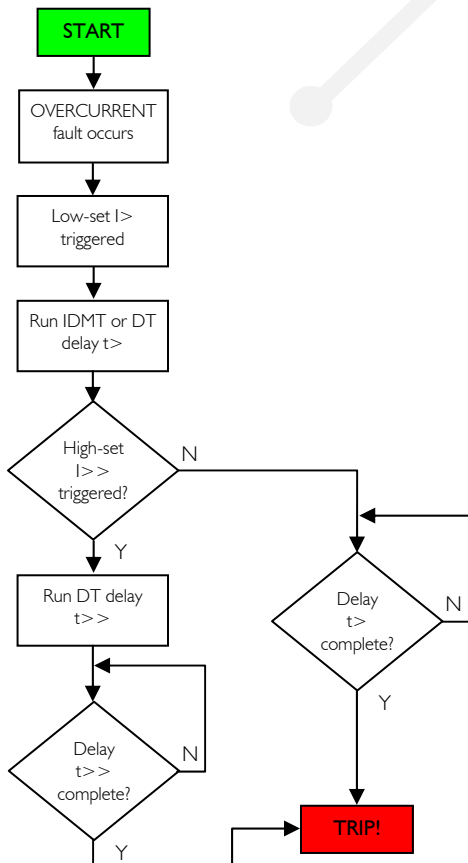 START
OVERCURRENT
fault occurs
Low-set I>
triggered
Run IDMT or DT
delay t>
High-set
I>>
triggered?
N
Y
Run DT delay
t>>
Delay
t>
complete?
N
Y
Delay
t>>
complete?
N
Y
TRIP!